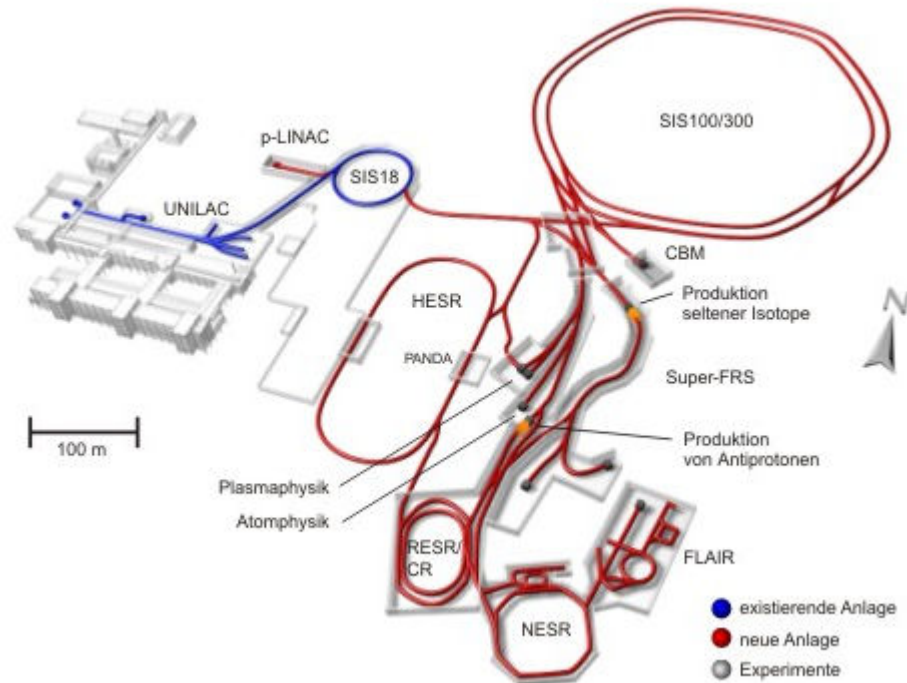 SIS100/300
p-LINAC
SIS18
UNILAC
CBM
HESR
Produktion
seltener Isotope
N
PANDA
Super-FRS
100 m
Produktion
von Antiprotonen
Plasmaphysik
Atomphysik
RESR/
CR
FLAIR
NESR
existierende Anlage
neue Anlage
Experimente